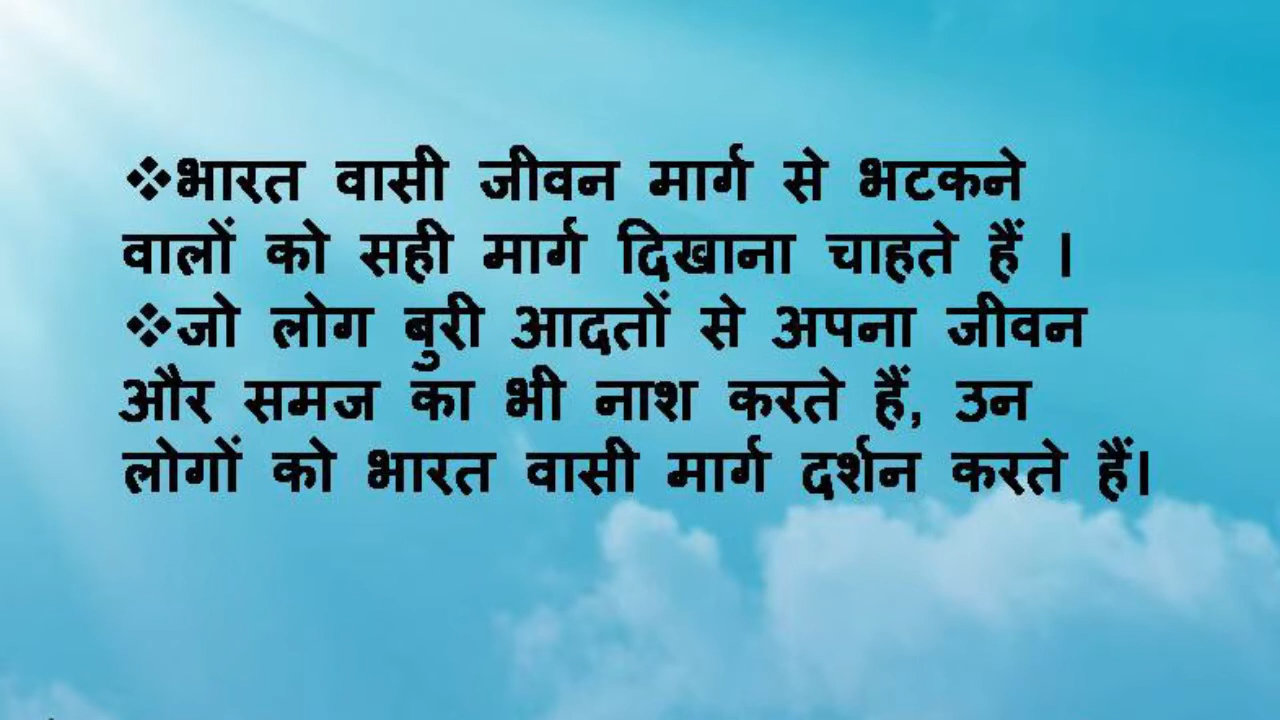 ❖भारत वासी जीवन मार्ग से भटकने
वालों को सही मार्ग दिखाना चाहते हैं ।
❖जो लोग बुरी आदतों से अपना जीवन
और समज का भी नाश करते हैं, उन
लोगों को भारत वासी मार्ग दर्शन करते हैं।